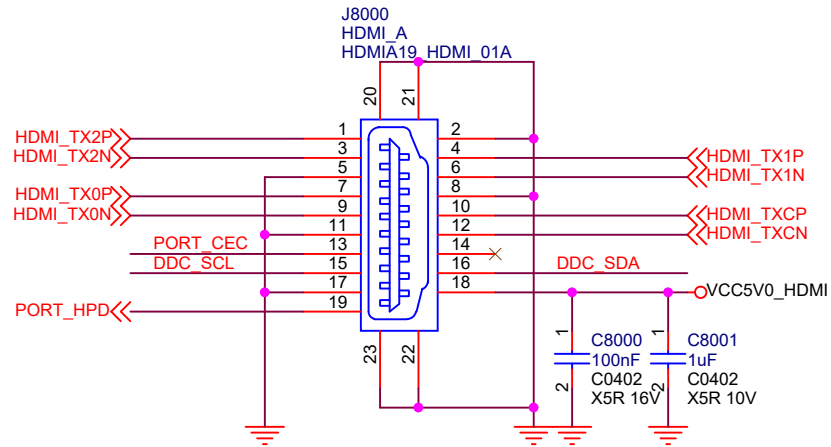 J8000
HDMI_A
HDMIA19_HDMI_01A
20
21
HDMI_TX2P
1
2
HDMI_TX2N
3
4
HDMI_TX1P
5
6
HDMI_TX1N
HDMI_TX0P
7
8
HDMI_TX0N
9
10
HDMI_TXCP
11
12
HDMI_TXCN
PORT_CEC
13
14
DDC_SCL
15
16
DDC_SDA
17
18
VCC5V0_HDMI
PORT_HPD
19
23
22
1
C8000
100nF
C0402
X5R 16V
2
1
C8001
1uF
C0402
X5R 10V
2